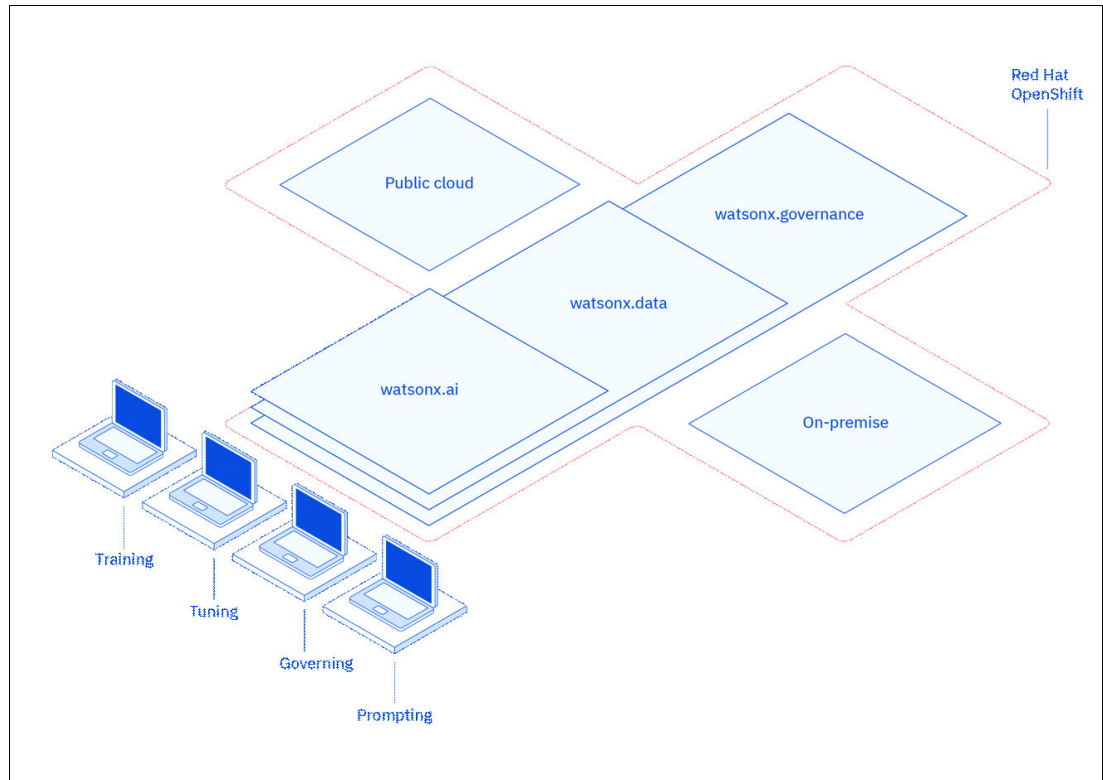 Red Hat
OpenShift
Public cloud
watsonx.governance
watsonx.data
watsonx.ai
On-premise
Training
Tuning
Governing
Prompting